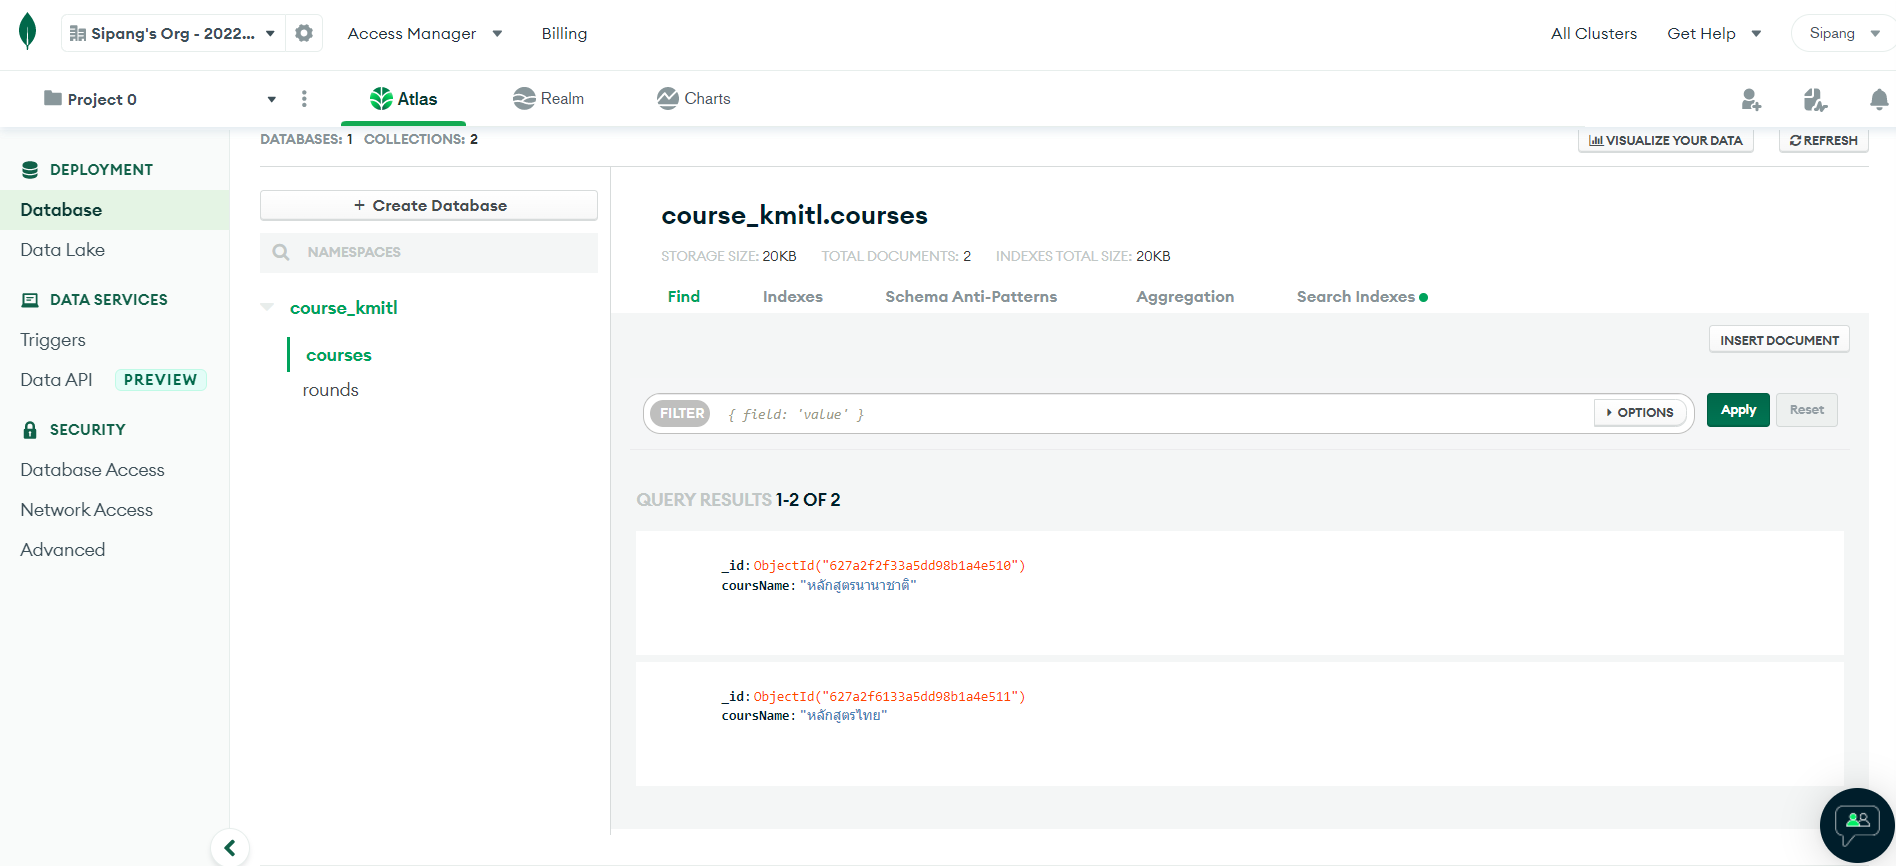 Sipang's Org - 2022... Access Manager Billing All Clusters Get Help Sipang
Project 0 Atlas Realm Charts
DATABASES: 1 COLLECTIONS: 2 VISUALIZE YOUR DATA REFRESH
DEPLOYMENT
Database
Data Lake
DATA SERVICES
Triggers
Data API PREVIEW
SECURITY
Database Access
Network Access
Advanced
+ Create Database
NAMESPACES
course_kmitl
courses
rounds
course_kmitl.courses
STORAGE SIZE: 20KB TOTAL DOCUMENTS: 2 INDEXES TOTAL SIZE: 20KB
Find Indexes Schema Anti-Patterns Aggregation Search Indexes
INSERT DOCUMENT
FILTER { field: 'value' } OPTIONS Apply Reset
QUERY RESULTS 1-2 OF 2
_id: ObjectId("627a2f2f33a5dd98b1a4e510")
coursName: "หลักสูตรนานาชาติ"
_id: ObjectId("627a2f6133a5dd98b1a4e511")
coursName: "หลักสูตรไทย"